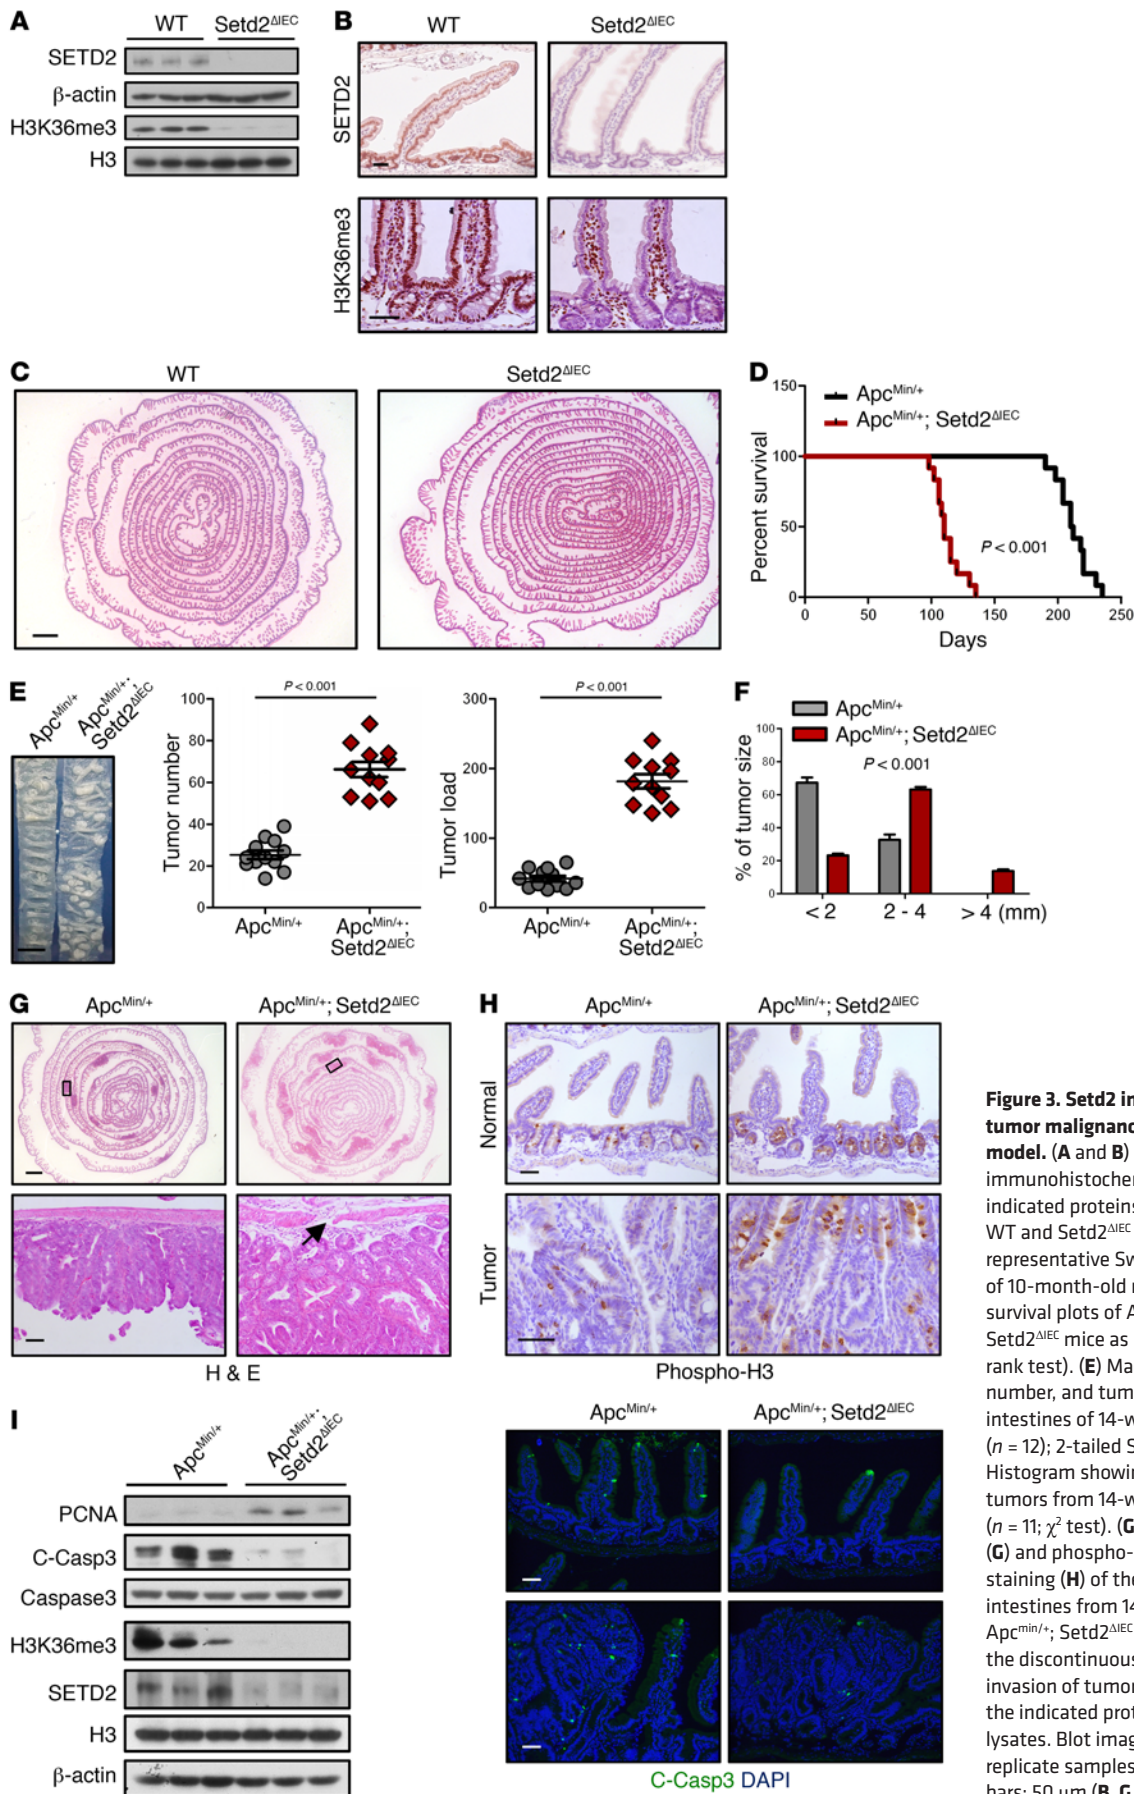 A
WT Setd2ΔIEC
SETD2
β-actin
H3K36me3
H3
B
WT Setd2ΔIEC
SETD2
H3K36me3
C
WT Setd2ΔIEC
D
150
100
50
0
Percent survival
ApcMin/+
ApcMin/+; Setd2ΔIEC
P < 0.001
0 50 100 150 200 250
Days
E
ApcMin/+
ApcMin/+;
Setd2ΔIEC
Tumor number
100
80
60
40
20
0
P < 0.001
ApcMin/+ ApcMin/+;
Setd2ΔIEC
Tumor load
300
200
100
0
P < 0.001
ApcMin/+ ApcMin/+;
Setd2ΔIEC
F
ApcMin/+
ApcMin/+; Setd2ΔIEC
P < 0.001
% of tumor size
100
80
60
40
20
0
< 2 2 - 4 > 4 (mm)
G
ApcMin/+ ApcMin/+; Setd2ΔIEC
H & E
H
ApcMin/+ ApcMin/+; Setd2ΔIEC
Normal
Tumor
Phospho-H3
ApcMin/+ ApcMin/+; Setd2ΔIEC
C-Casp3 DAPI
I
ApcMin/+
ApcMin/+;
Setd2ΔIEC
PCNA
C-Casp3
Caspase3
H3K36me3
SETD2
H3
β-actin
Figure 3. Setd2 in
tumor malignanc
model. (A and B)
immunohistocher
indicated proteins
WT and Setd2ΔIEC
representative Sw
of 10-month-old r
survival plots of A
Setd2ΔIEC mice as
rank test). (E) Ma
number, and tum
intestines of 14-w
(n = 12); 2-tailed S
Histogram showin
tumors from 14-w
(n = 11; χ2 test). (G
(G) and phospho-
staining (H) of the
intestines from 14
Apcmin/+; Setd2ΔIEC
the discontinuous
invasion of tumor
the indicated prot
lysates. Blot imag
replicate samples
bars: 50 μm (B, G